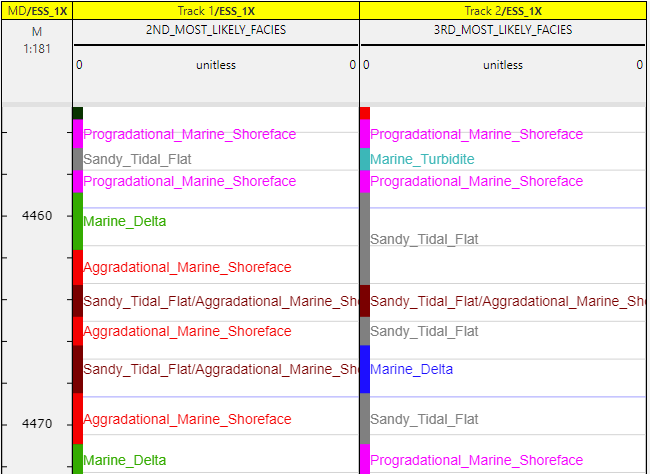 MD/ESS_1X Track 1/ESS_1X Track 2/ESS_1X
M 2ND_MOST_LIKELY_FACIES 3RD_MOST_LIKELY_FACIES
1:181
0 unitless 0 0 unitless 0
Progradational_Marine_Shoreface Progradational_Marine_Shoreface
Sandy_Tidal_Flat Marine_Turbidite
Progradational_Marine_Shoreface Progradational_Marine_Shoreface
4460 Marine_Delta
Sandy_Tidal_Flat
Aggradational_Marine_Shoreface
Sandy_Tidal_Flat/Aggradational_Marine_Sho Sandy_Tidal_Flat/Aggradational_Marine_Sho
Aggradational_Marine_Shoreface Sandy_Tidal_Flat
Sandy_Tidal_Flat/Aggradational_Marine_Sho Marine_Delta
4470 Aggradational_Marine_Shoreface Sandy_Tidal_Flat
Marine_Delta Progradational_Marine_Shoreface